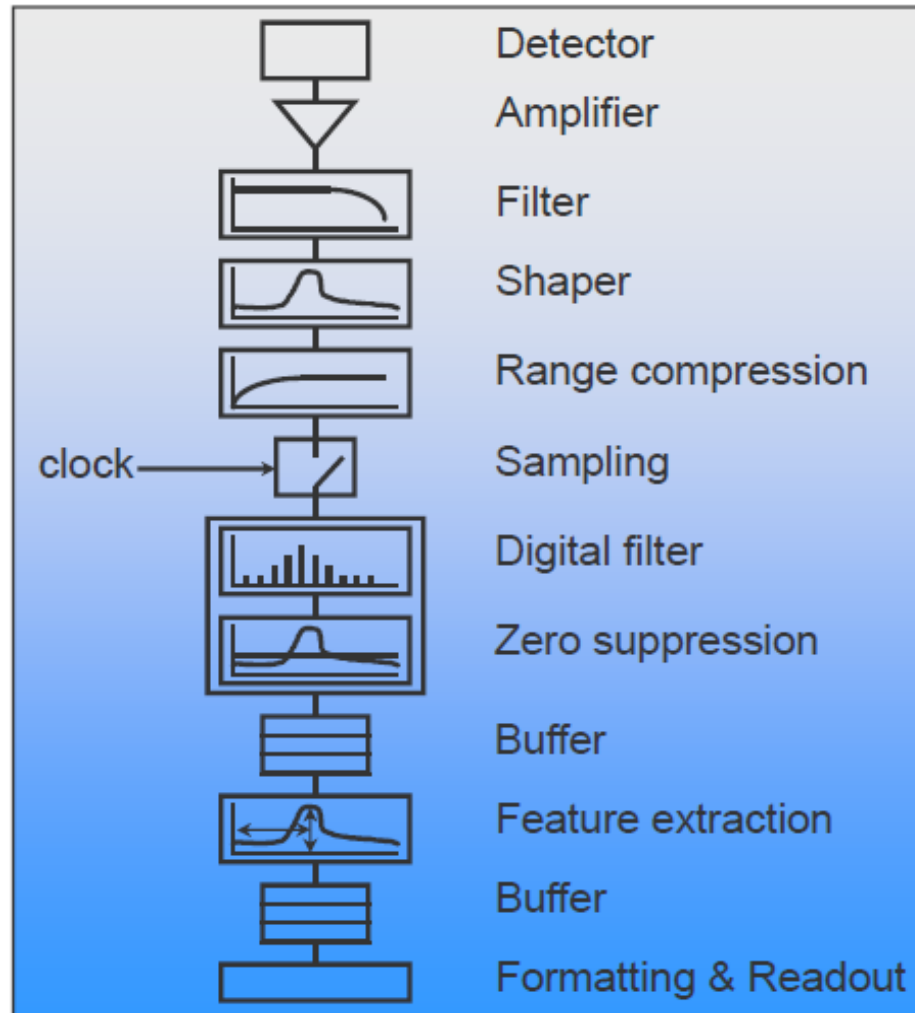 Detector
Amplifier
Filter
Shaper
Range compression
clock
Sampling
Digital filter
Zero suppression
Buffer
Feature extraction
Buffer
Formatting & Readout